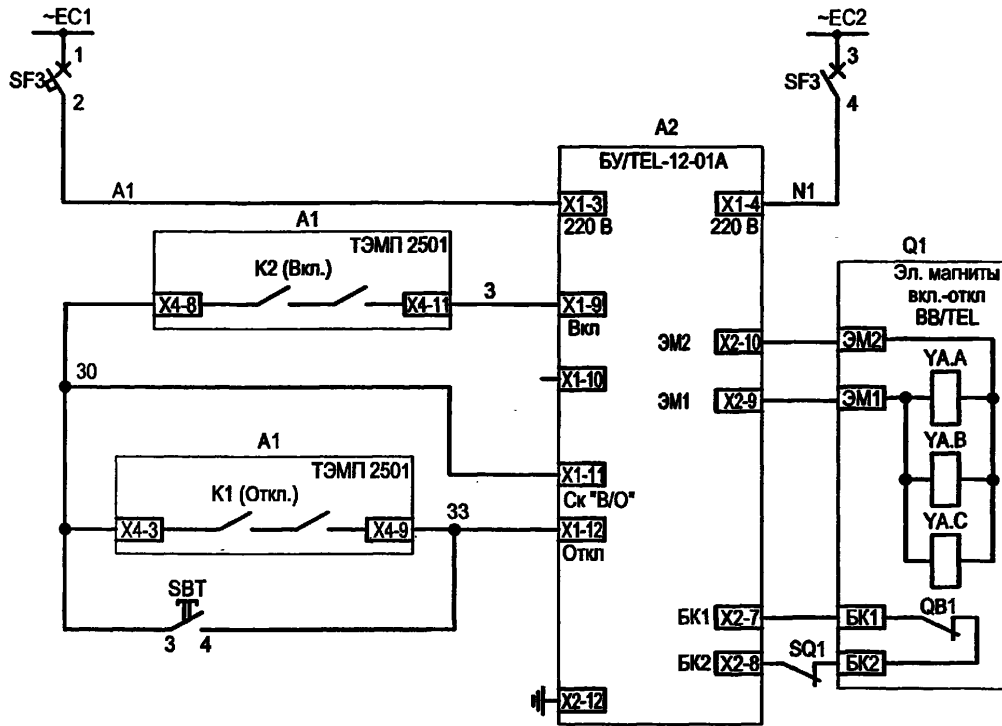 ~EC1
1
SF3
2
~EC2
3
SF3
4
A2
БУ/TEL-12-01A
A1
X1-3
220 В
X1-4
220 В
N1
A1
ТЭМП 2501
K2 (Вкл.)
X4-8
X4-11
3
X1-9
Вкл
Q1
Эл. магниты
вкл.-откл
BB/TEL
ЭМ2
X2-10
ЭМ2
YA.A
30
X1-10
ЭМ1
X2-9
ЭМ1
YA.B
A1
ТЭМП 2501
K1 (Откл.)
X4-3
X4-9
33
X1-11
Ск "В/О"
X1-12
Откл
YA.C
SBT
3
4
БК1
X2-7
БК1
QB1
БК2
X2-8
SQ1
БК2
X2-12